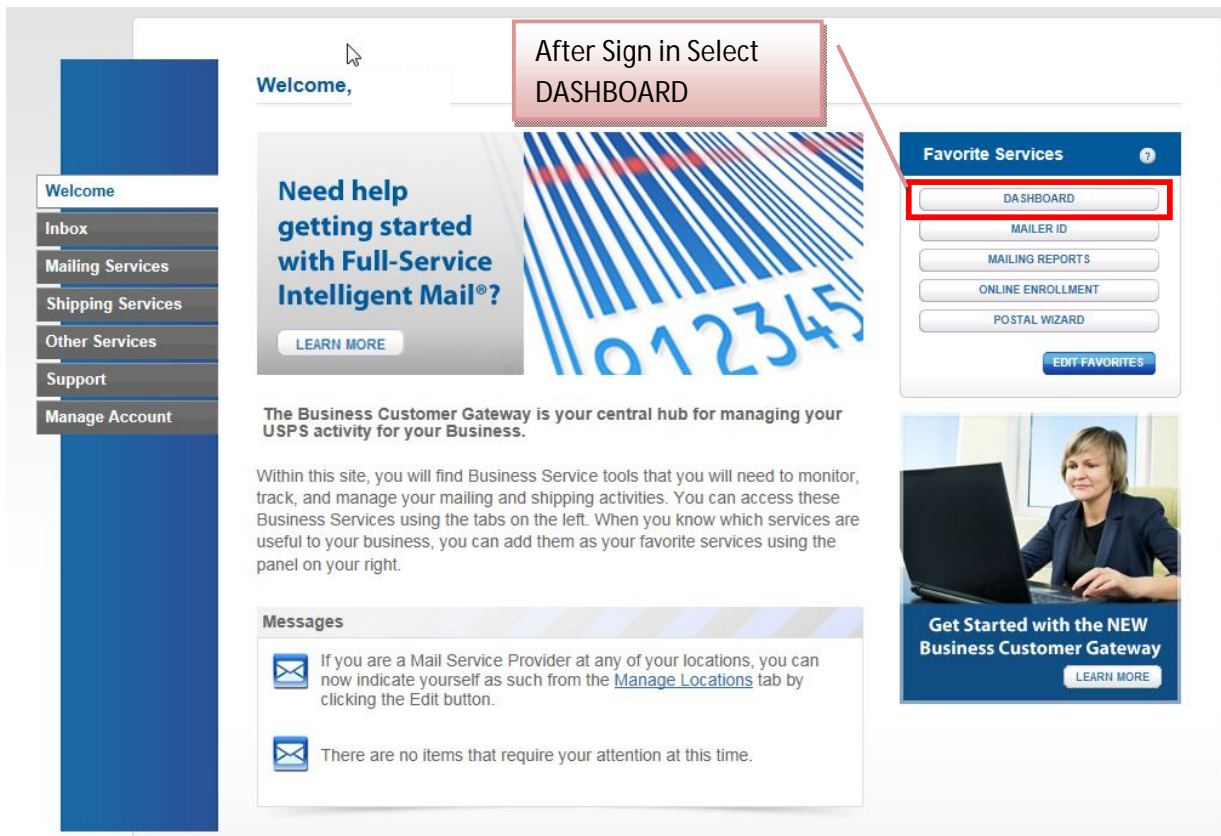 After Sign in Select
DASHBOARD
Welcome,
Welcome
Inbox
Mailing Services
Shipping Services
Other Services
Support
Manage Account
Need help
getting started
with Full-Service
Intelligent Mail®?
LEARN MORE
012345
Favorite Services ?
DASHBOARD
MAILER ID
MAILING REPORTS
ONLINE ENROLLMENT
POSTAL WIZARD
EDIT FAVORITES
The Business Customer Gateway is your central hub for managing your
USPS activity for your Business.
Within this site, you will find Business Service tools that you will need to monitor,
track, and manage your mailing and shipping activities. You can access these
Business Services using the tabs on the left. When you know which services are
useful to your business, you can add them as your favorite services using the
panel on your right.
Messages
If you are a Mail Service Provider at any of your locations, you can
now indicate yourself as such from the Manage Locations tab by
clicking the Edit button.
There are no items that require your attention at this time.
Get Started with the NEW
Business Customer Gateway
LEARN MORE